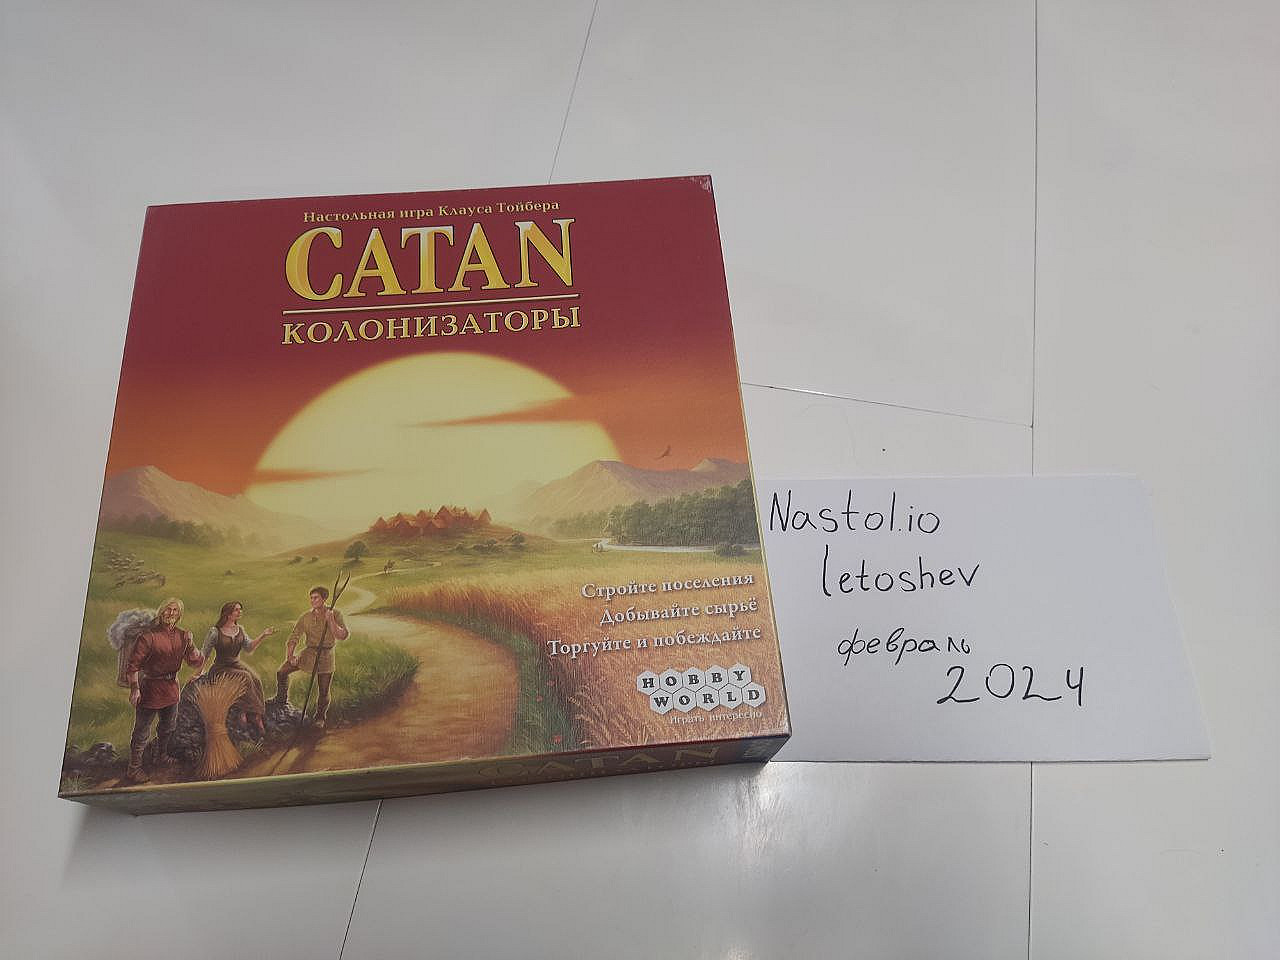 Настольная игра Клауса Тойбера
CATAN
КОЛОНИЗАТОРЫ
Стройте поселения
Добывайте сырьё
Торгуйте и побеждайте
HOBBY
WORLD
Играть интересно
CATAN
Nastol.io
letoshev
февраль
2024